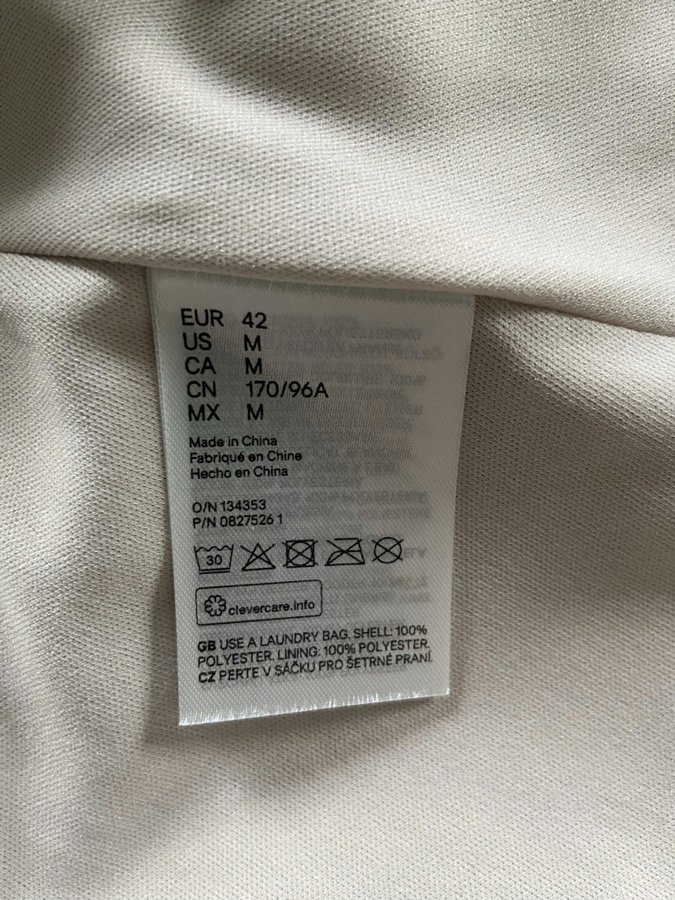 EUR 42
US M
CA M
CN 170/96A
MX M
Made in China
Fabriqué en Chine
Hecho en China
O/N 134353
P/N 0827526 1
30
clevercare.info
GB USE A LAUNDRY BAG. SHELL: 100%
POLYESTER. LINING: 100% POLYESTER.
CZ PERTE V SÁČKU PRO ŠETRNÉ PRANÍ.